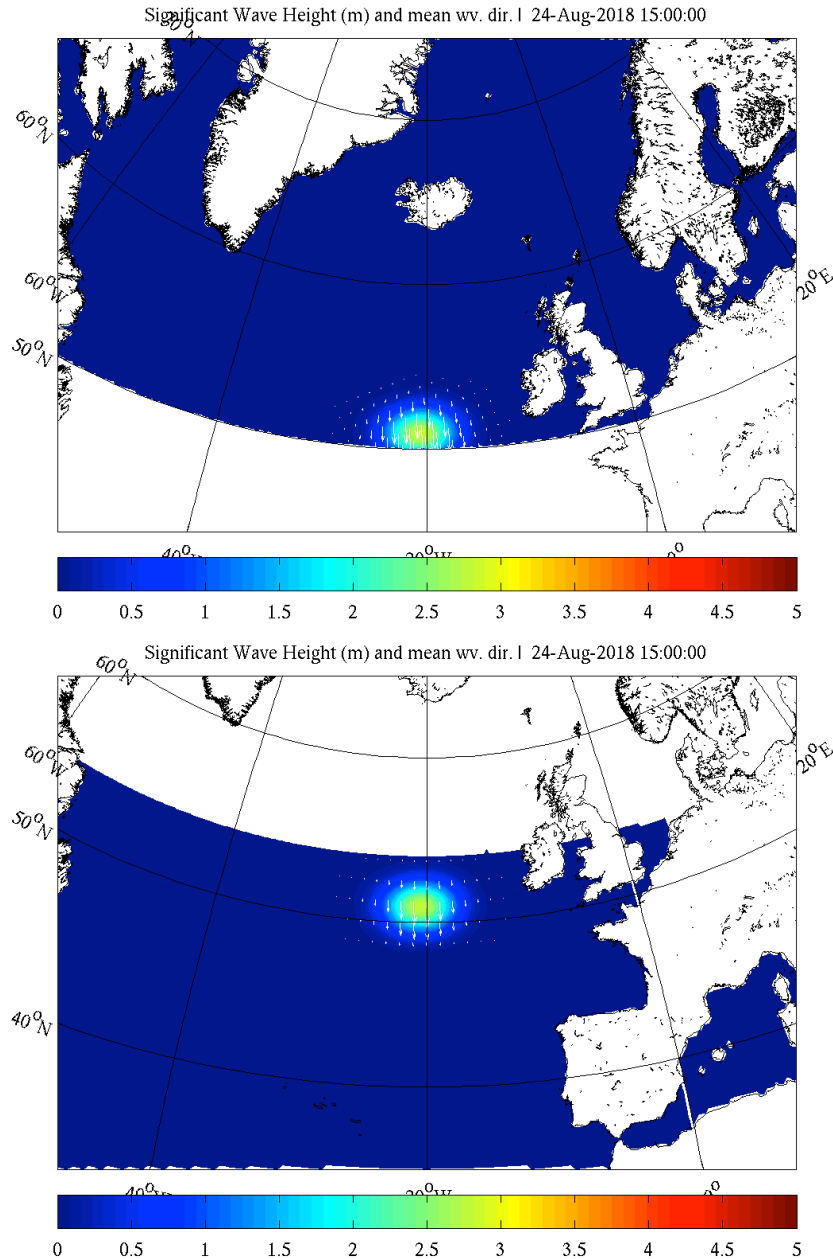 Significant Wave Height (m) and mean wv. dir. | 24-Aug-2018 15:00:00
60°N
60°W
50°N
20°E
40°W
20°W
0°
0 0.5 1 1.5 2 2.5 3 3.5 4 4.5 5
Significant Wave Height (m) and mean wv. dir. | 24-Aug-2018 15:00:00
60°N
60°W
20°E
50°N
40°N
40°W
20°W
0°
0 0.5 1 1.5 2 2.5 3 3.5 4 4.5 5